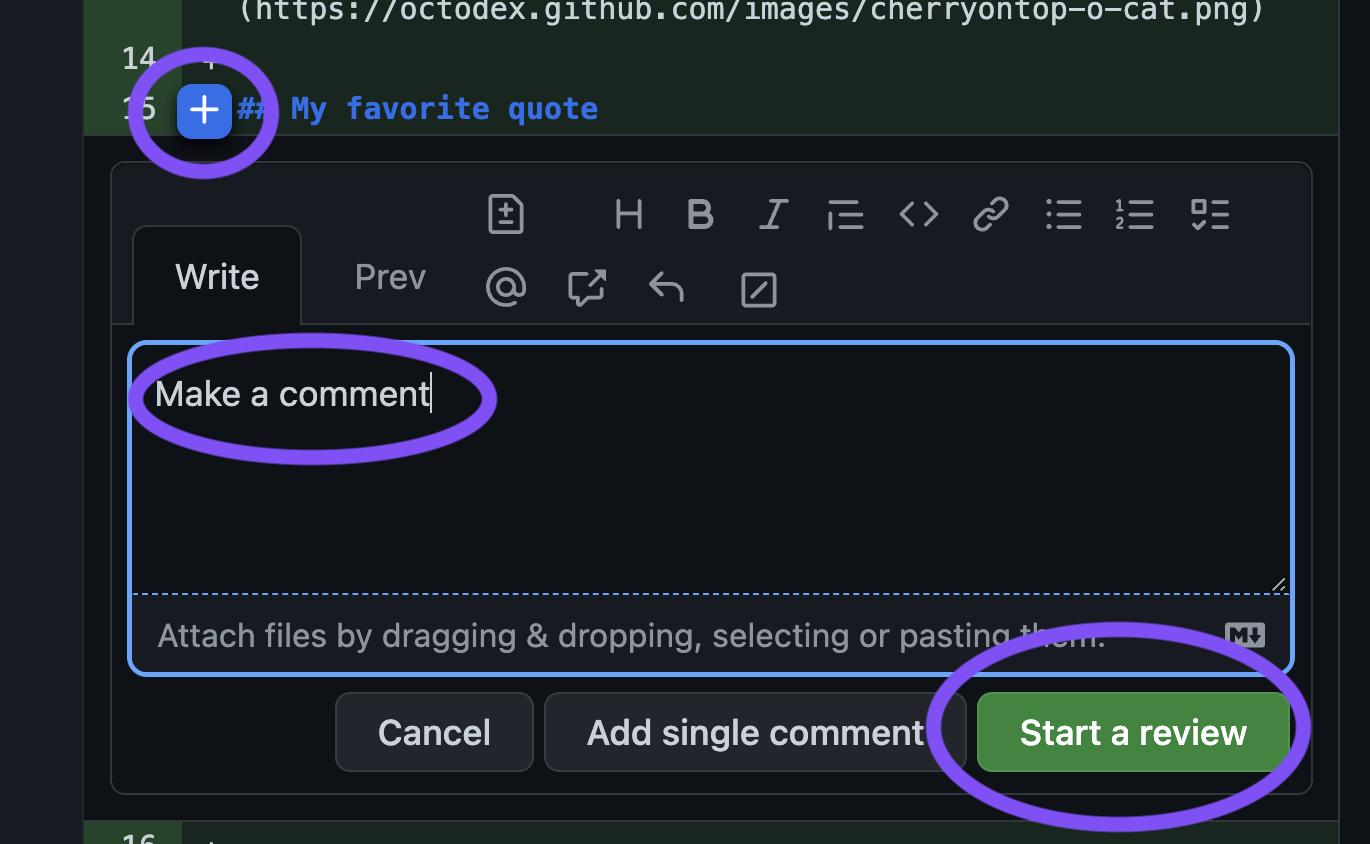 (https://octodex.github.com/images/cherryontop-o-cat.png)
14 +
15 + ## My favorite quote
H B I
Write Prev
Make a comment
Attach files by dragging & dropping, selecting or pasting them. M
Cancel Add single comment Start a review
16 +